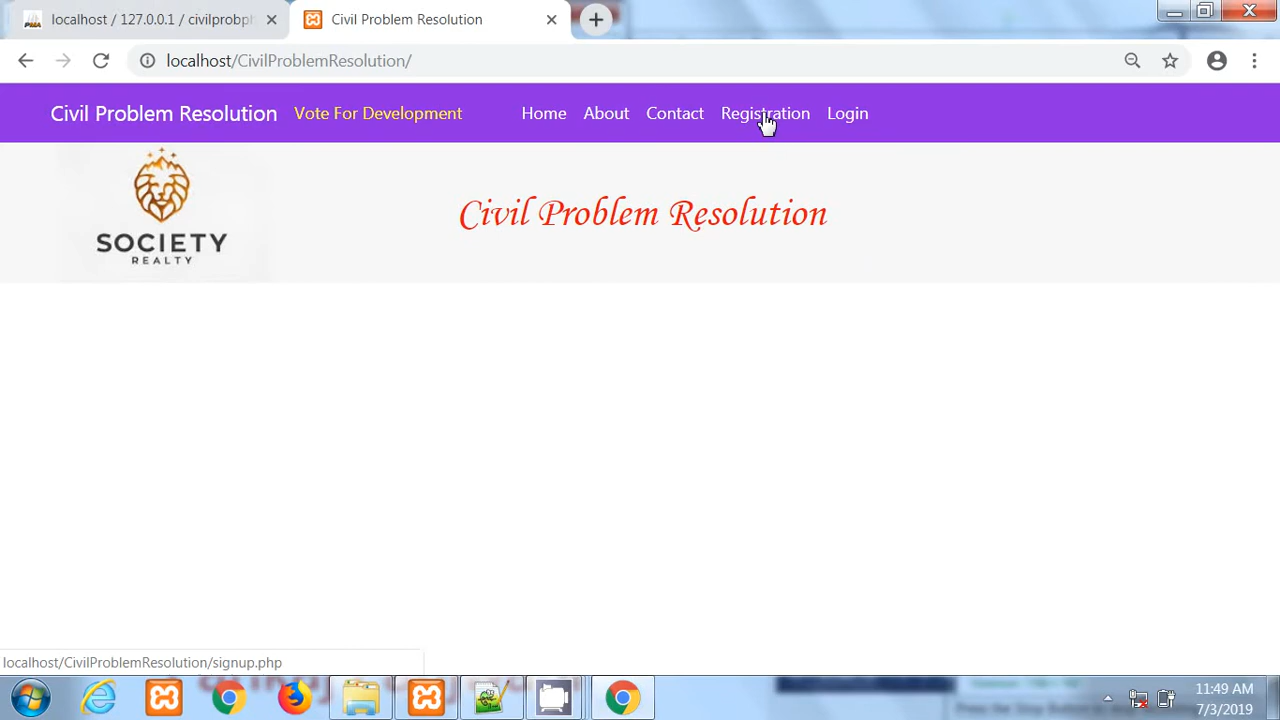 localhost / 127.0.0.1 / civilprobph
Civil Problem Resolution
localhost/CivilProblemResolution/
Civil Problem Resolution Vote For Development Home About Contact Registration Login
SOCIETY
REALTY
Civil Problem Resolution
localhost/CivilProblemResolution/signup.php
11:49 AM
7/3/2019